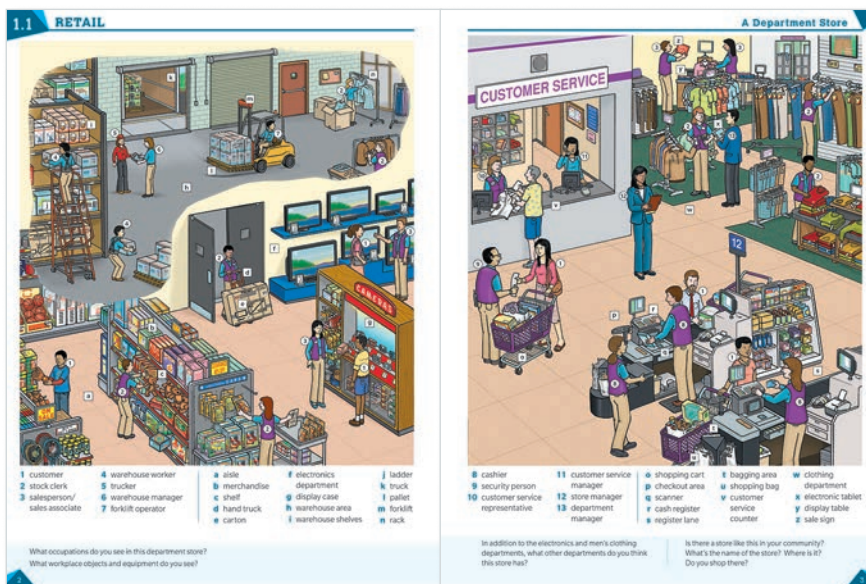 1.1 RETAIL
A Department Store
CUSTOMER SERVICE
12
CAMERAS
1 customer
2 stock clerk
3 salesperson/
sales associate
4 warehouse worker
5 trucker
6 warehouse manager
7 forklift operator
a aisle
b merchandise
c shelf
d hand truck
e carton
f electronics
department
g display case
h warehouse area
i warehouse shelves
j ladder
k truck
l pallet
m forklift
n rack
What occupations do you see in this department store?
What workplace objects and equipment do you see?
2
8 cashier
9 security person
10 customer service
representative
11 customer service
manager
12 store manager
13 department
manager
o shopping cart
p checkout area
q scanner
r cash register
s register lane
t bagging area
u shopping bag
v customer
service
counter
w clothing
department
x electronic tablet
y display table
z sale sign
In addition to the electronics and men's clothing
departments, what other departments do you think
this store has?
Is there a store like this in your community?
What's the name of the store? Where is it?
Do you shop there?